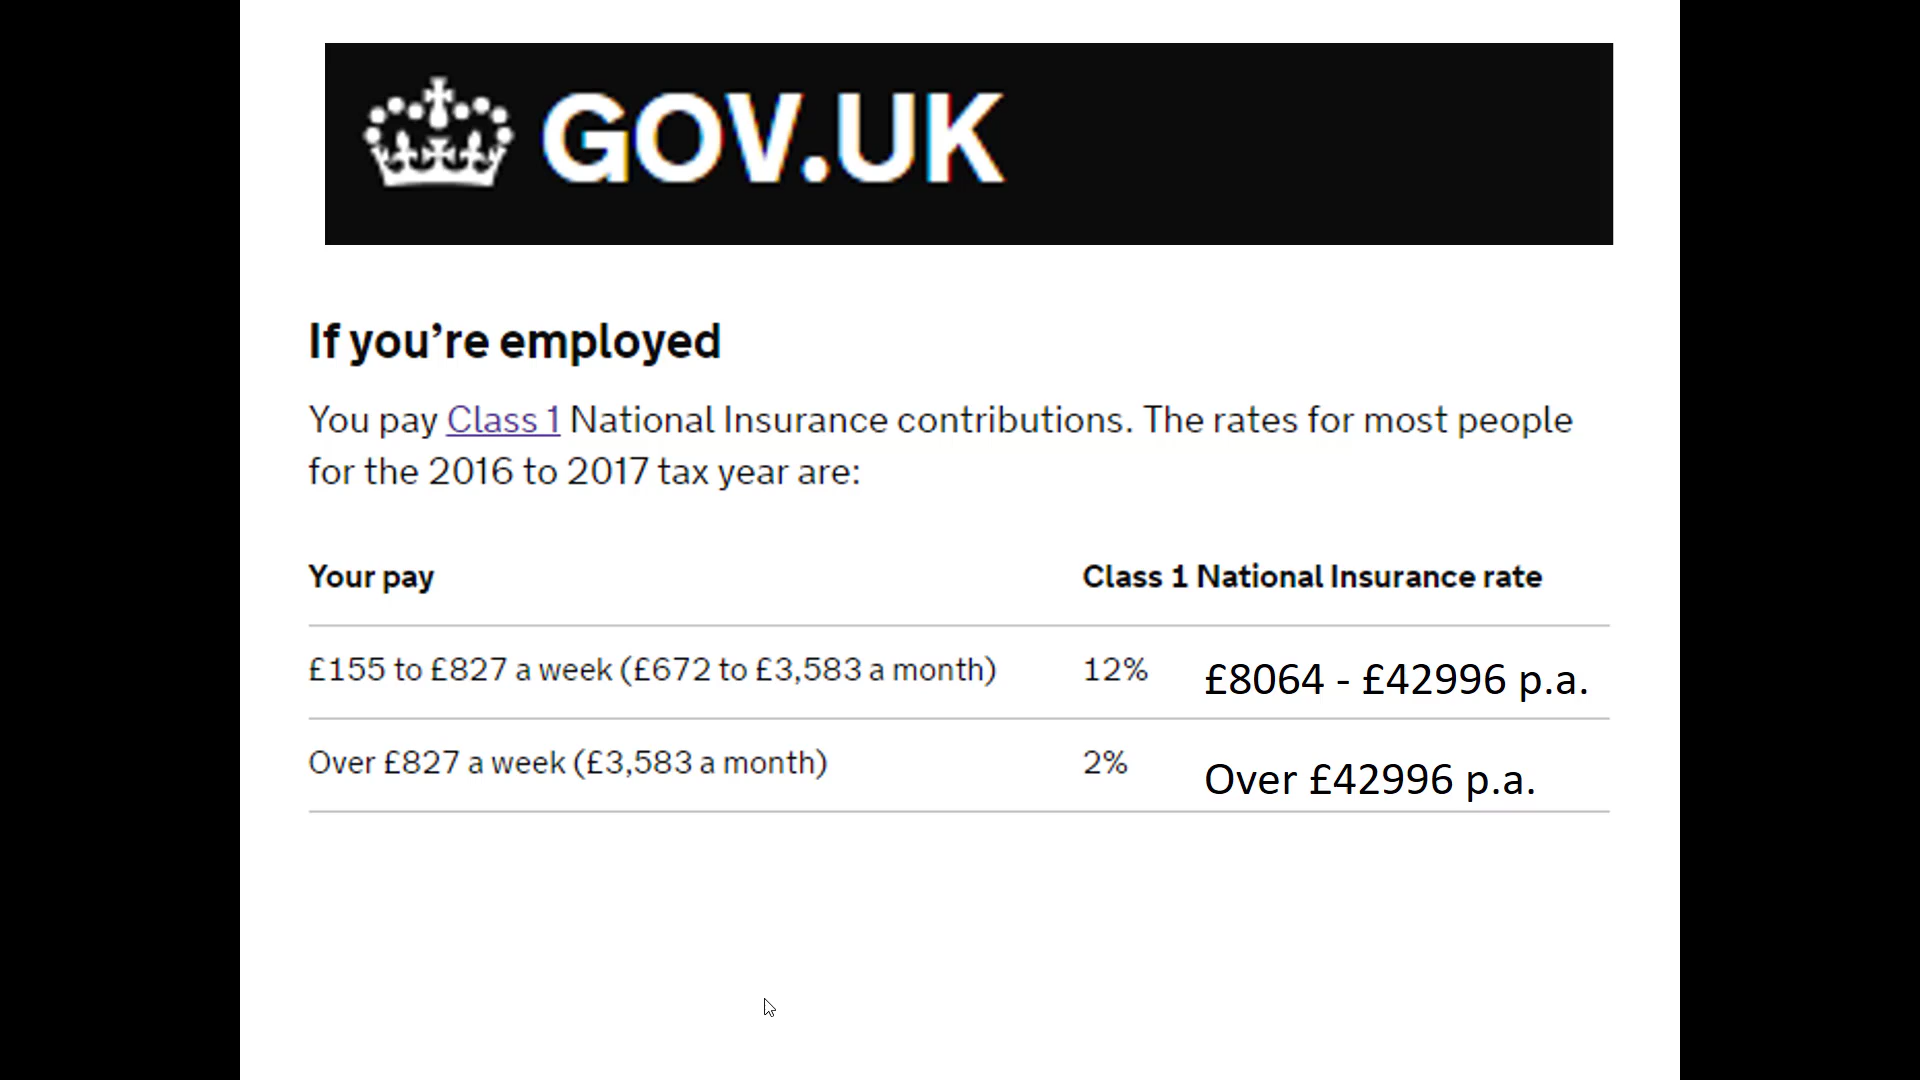 GOV.UK
If you’re employed
You pay Class 1 National Insurance contributions. The rates for most people
for the 2016 to 2017 tax year are:
Your pay Class 1 National Insurance rate
£155 to £827 a week (£672 to £3,583 a month) 12% £8064 - £42996 p.a.
Over £827 a week (£3,583 a month) 2% Over £42996 p.a.